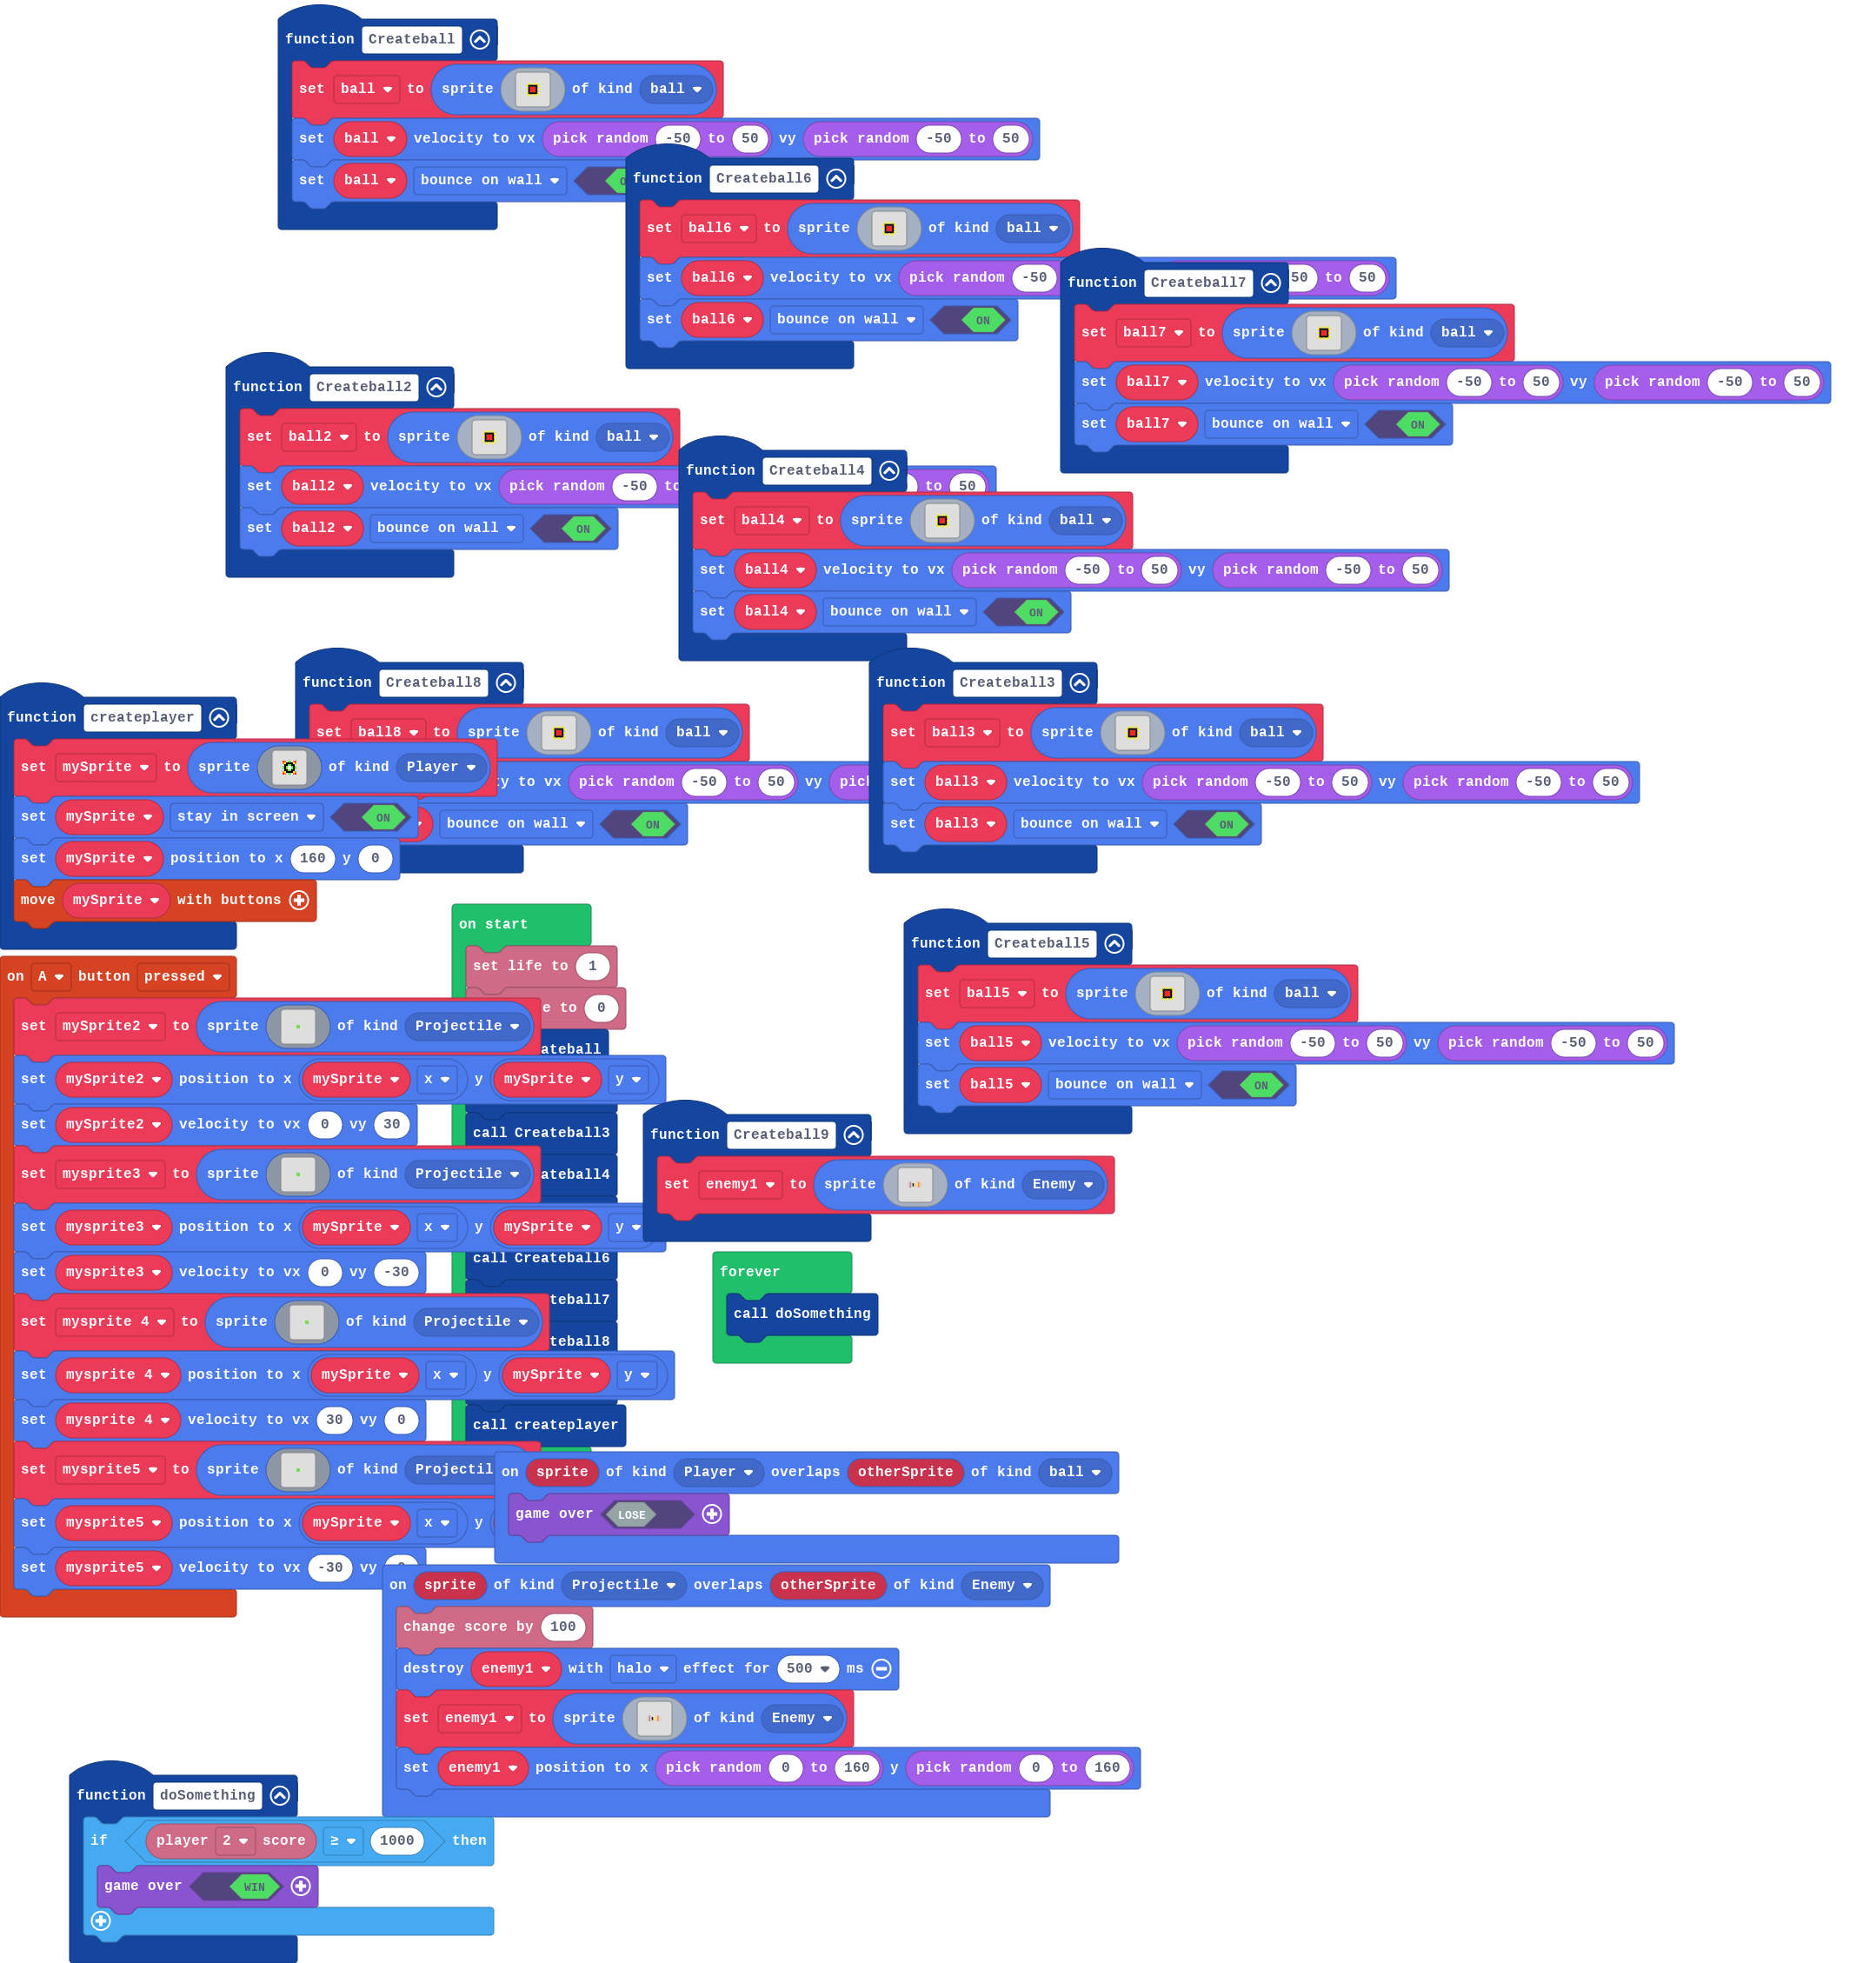 function Createball
set ball to sprite of kind ball
set ball velocity to vx pick random -50 to 50 vy pick random -50 to 50
set ball bounce on wall
function Createball6
set ball6 to sprite of kind ball
set ball6 velocity to vx pick random -50 50 to 50
set ball6 bounce on wall ON
function Createball7
set ball7 to sprite of kind ball
set ball7 velocity to vx pick random -50 to 50 vy pick random -50 to 50
set ball7 bounce on wall ON
function Createball2
set ball2 to sprite of kind ball
set ball2 velocity to vx pick random -50 to to 50
set ball2 bounce on wall ON
function Createball4
set ball4 to sprite of kind ball
set ball4 velocity to vx pick random -50 to 50 vy pick random -50 to 50
set ball4 bounce on wall ON
function Createball8
set ball8 to sprite of kind ball
ty to vx pick random -50 to 50 vy pick
bounce on wall ON
function Createball3
set ball3 to sprite of kind ball
set ball3 velocity to vx pick random -50 to 50 vy pick random -50 to 50
set ball3 bounce on wall ON
function createplayer
set mySprite to sprite of kind Player
set mySprite stay in screen ON
set mySprite position to x 160 y 0
move mySprite with buttons
on start
set life to 1
e to 0
ateball
call Createball3
ateball4
call Createball6
teball7
teball8
call createplayer
function Createball5
set ball5 to sprite of kind ball
set ball5 velocity to vx pick random -50 to 50 vy pick random -50 to 50
set ball5 bounce on wall ON
on A button pressed
set mySprite2 to sprite of kind Projectile
set mySprite2 position to x mySprite x y mySprite y
set mySprite2 velocity to vx 0 vy 30
set mysprite3 to sprite of kind Projectile
set mysprite3 position to x mySprite x y mySprite y
set mysprite3 velocity to vx 0 vy -30
set mysprite 4 to sprite of kind Projectile
set mysprite 4 position to x mySprite x y mySprite y
set mysprite 4 velocity to vx 30 vy 0
set mysprite5 to sprite of kind Projectil
set mysprite5 position to x mySprite x y
set mysprite5 velocity to vx -30 vy
function Createball9
set enemy1 to sprite of kind Enemy
forever
call doSomething
on sprite of kind Player overlaps otherSprite of kind ball
game over LOSE
on sprite of kind Projectile overlaps otherSprite of kind Enemy
change score by 100
destroy enemy1 with halo effect for 500 ms
set enemy1 to sprite of kind Enemy
set enemy1 position to x pick random 0 to 160 y pick random 0 to 160
function doSomething
if player 2 score ≥ 1000 then
game over WIN